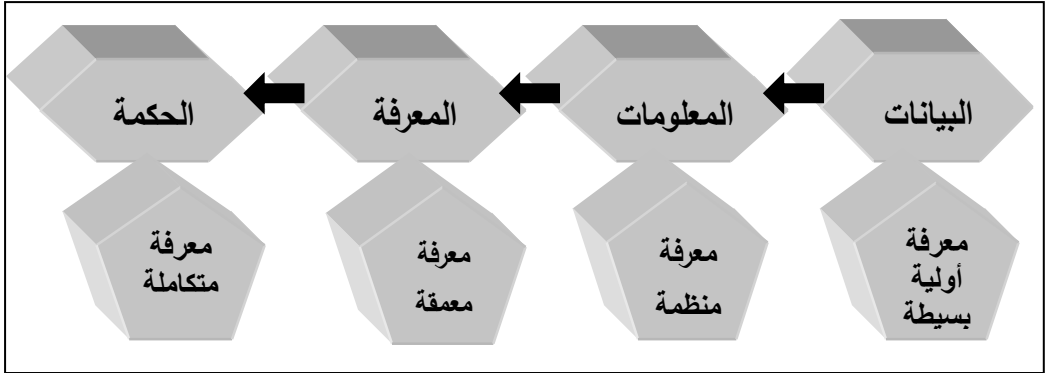 البيانات
المعلومات
المعرفة
الحكمة
معرفة
أولية
بسيطة
معرفة
منظمة
معرفة
معمقة
معرفة
متكاملة